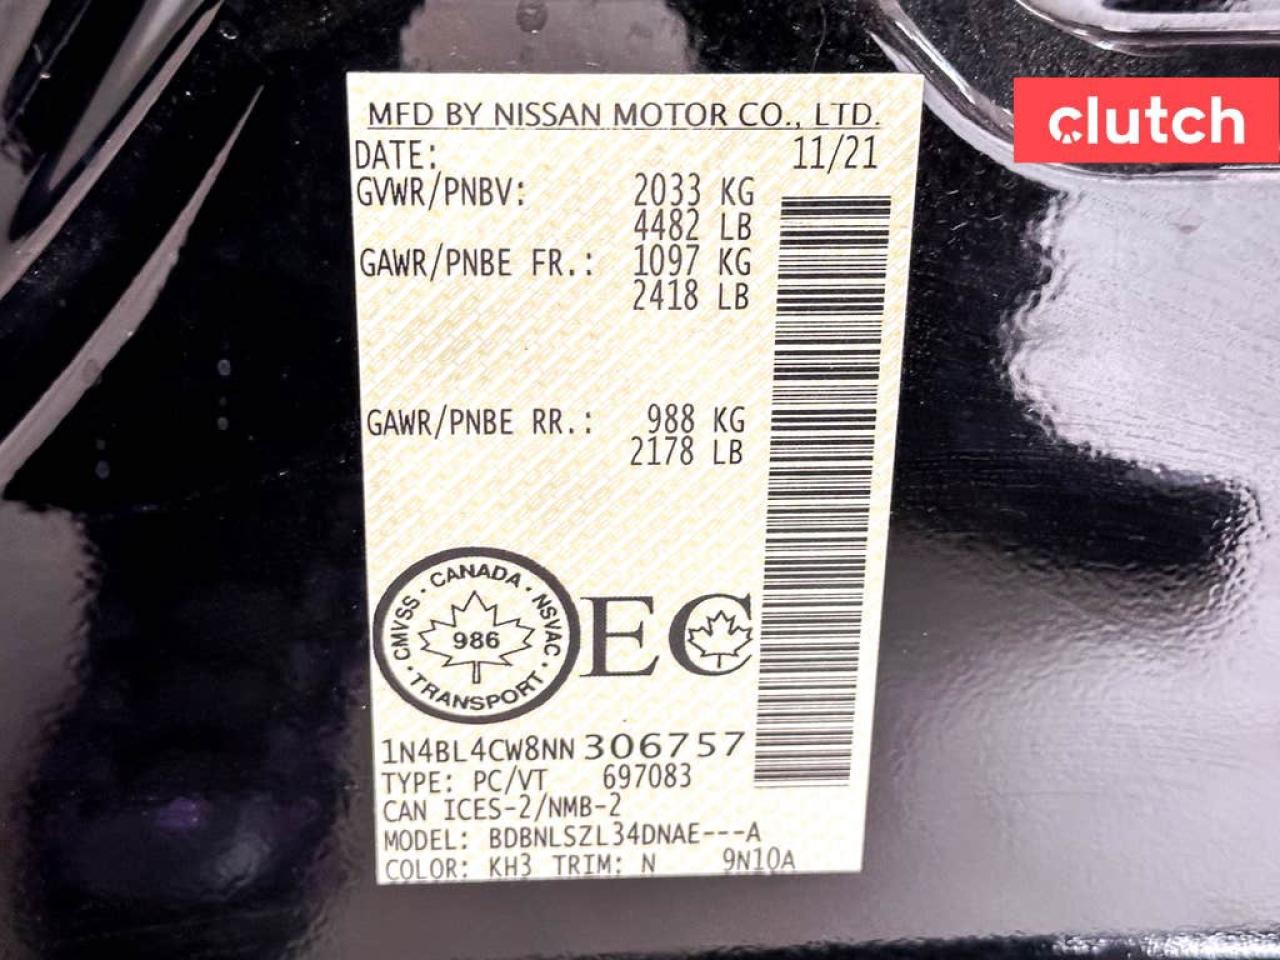 clutch
MFD BY NISSAN MOTOR CO., LTD.
DATE: 11/21
GVWR/PNBV: 2033 KG
4482 LB
GAWR/PNBE FR.: 1097 KG
2418 LB
GAWR/PNBE RR.: 988 KG
2178 LB
CMVSS · CANADA · NSVAC · TRANSPORT ·
986
EC
1N4BL4CW8NN 306757
TYPE: PC/VT 697083
CAN ICES-2/NMB-2
MODEL: BDBNLSZL34DNAE---A
COLOR: KH3 TRIM: N 9N10A